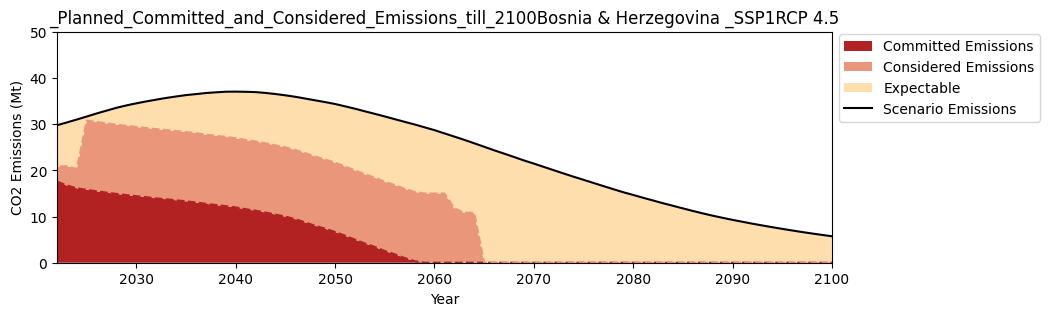 _Planned_Committed_and_Considered_Emissions_till_2100Bosnia & Herzegovina _SSP1RCP 4.5
50
40
30
20
10
0
CO2 Emissions (Mt)
2030 2040 2050 2060 2070 2080 2090 2100
Year
Committed Emissions
Considered Emissions
Expectable
Scenario Emissions